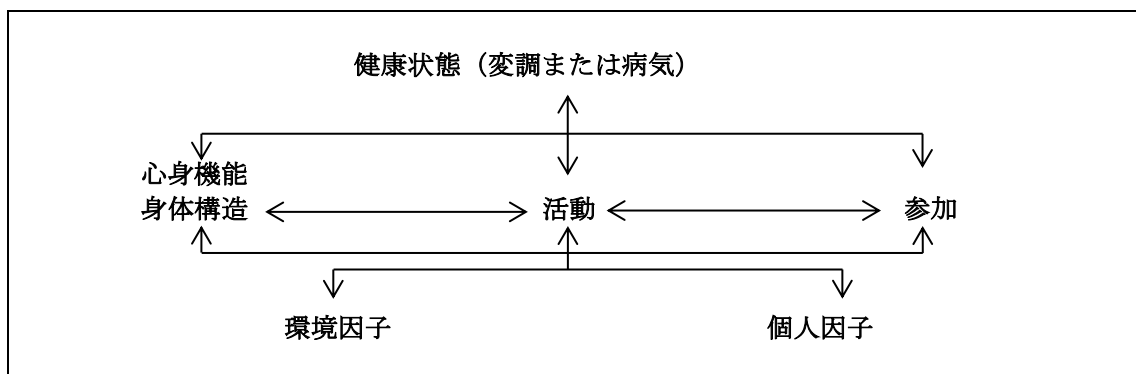 健康状態（変調または病気）
心身機能
身体構造
活動
参加
環境因子
個人因子